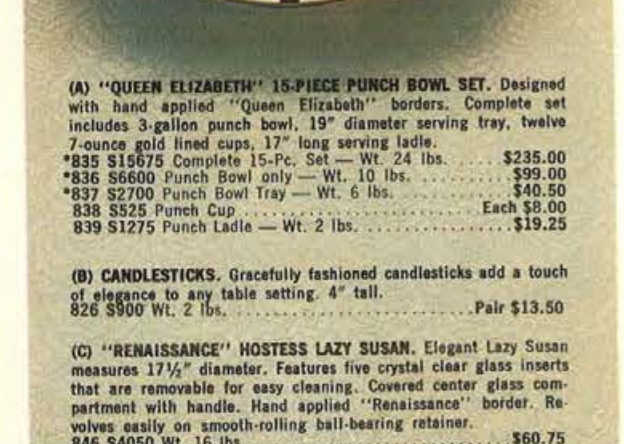 (A) "QUEEN ELIZABETH" 15-PIECE PUNCH BOWL SET. Designed
with hand applied "Queen Elizabeth" borders. Complete set
includes 3-gallon punch bowl, 19" diameter serving tray, twelve
7-ounce gold lined cups, 17" long serving ladle.
*835 S15675 Complete 15-Pc. Set — Wt. 24 lbs. ...... $235.00
*836 S6600 Punch Bowl only — Wt. 10 lbs. .......... $99.00
*837 S2700 Punch Bowl Tray — Wt. 6 lbs. .......... $40.50
838 S525 Punch Cup ........................ Each $8.00
839 S1275 Punch Ladle — Wt. 2 lbs. ................ $19.25
(B) CANDLESTICKS. Gracefully fashioned candlesticks add a touch
of elegance to any table setting. 4" tall.
826 S900 Wt. 2 lbs. ......................... Pair $13.50
(C) "RENAISSANCE" HOSTESS LAZY SUSAN. Elegant Lazy Susan
measures 17½" diameter. Features five crystal clear glass inserts
that are removable for easy cleaning. Covered center glass com-
partment with handle. Hand applied "Renaissance" border. Re-
volves easily on smooth-rolling ball-bearing retainer.
846 S4050 Wt. 16 lbs. ............................ $60.75